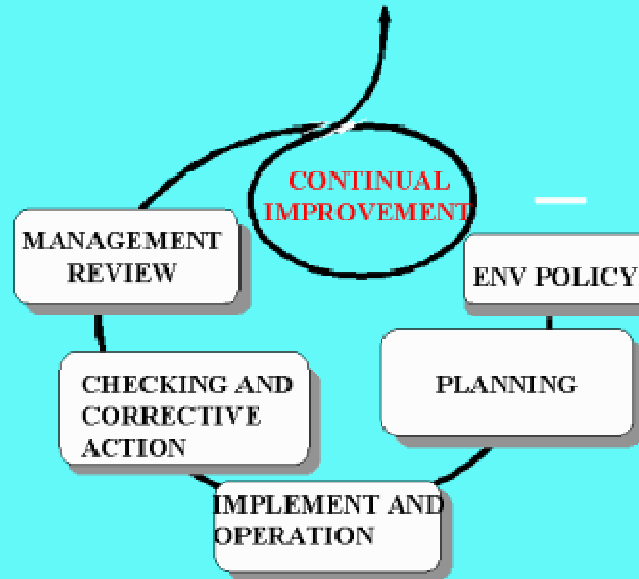 CONTINUAL
IMPROVEMENT
MANAGEMENT
REVIEW
ENV POLICY
CHECKING AND
CORRECTIVE
ACTION
PLANNING
IMPLEMENT AND
OPERATION